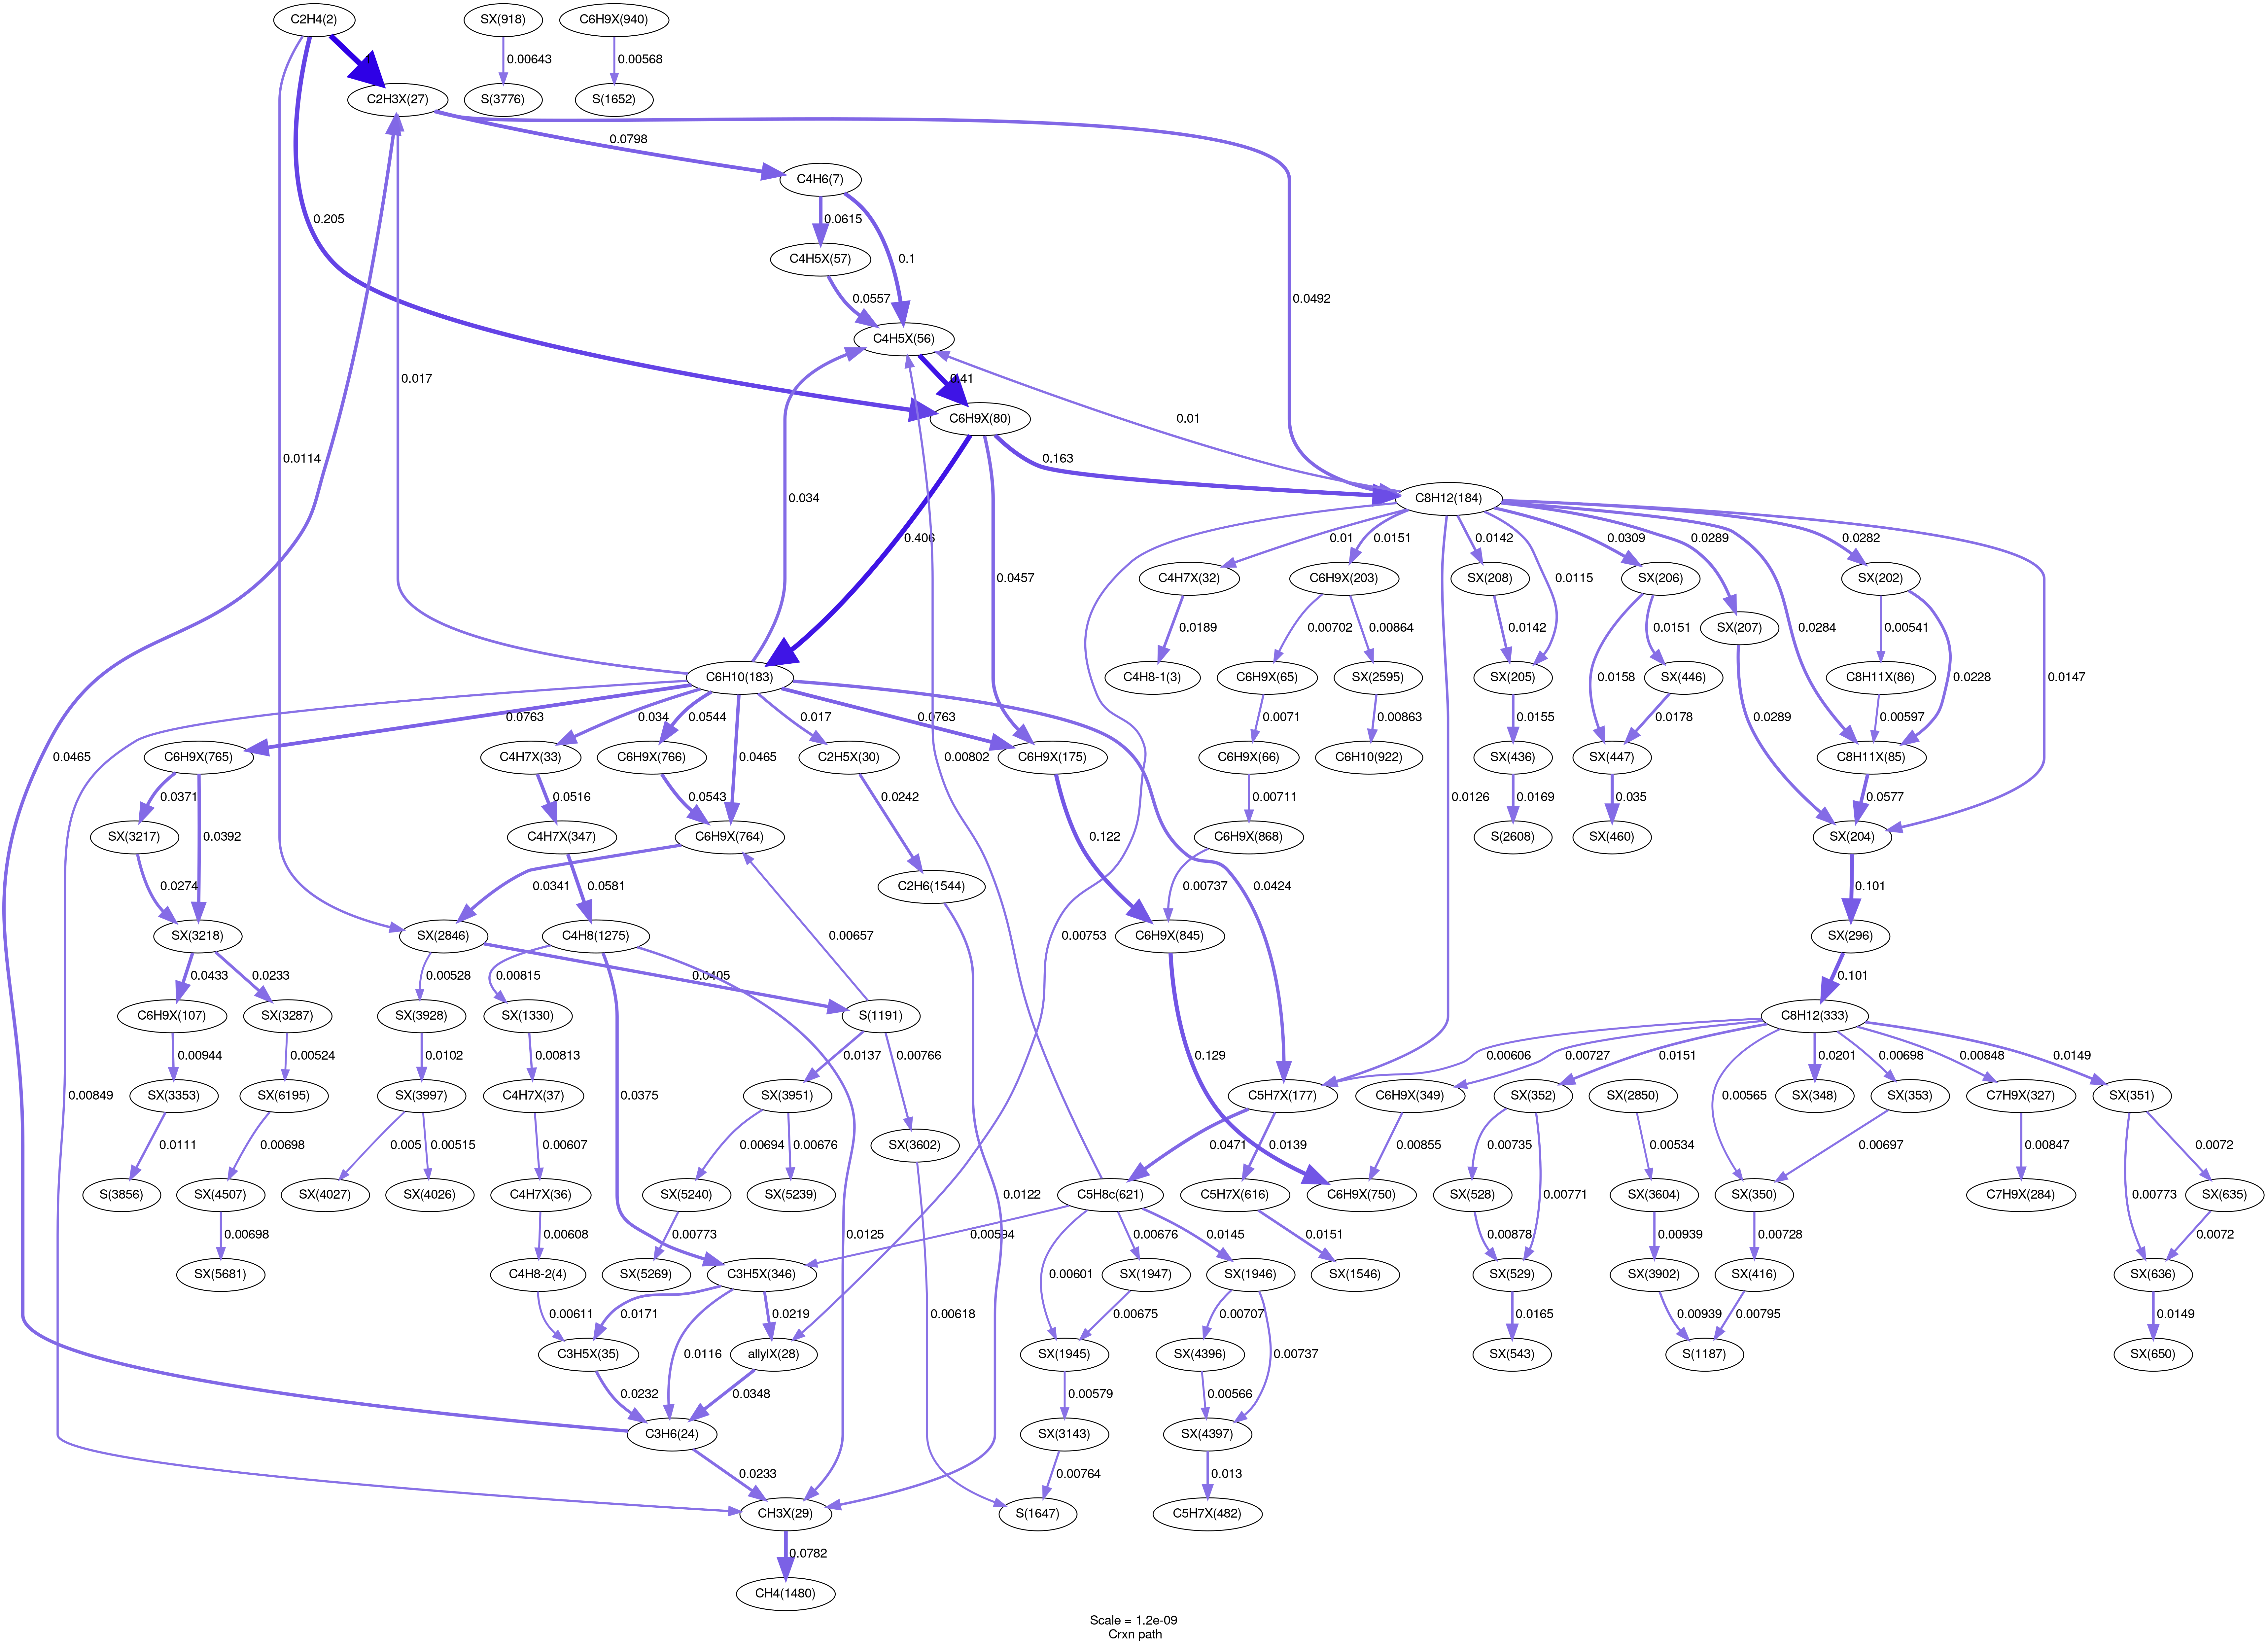 C2H4(2) SX(918) C6H9X(940)
1 0.00643 0.00568
C2H3X(27) S(3776) S(1652)
0.0798
C4H6(7)
0.205 0.0615
C4H5X(57) 0.1
0.0557 0.0492
C4H5X(56)
0.017 0.41
C6H9X(80) 0.01
0.0114 0.034 0.163
C8H12(184)
0.406 0.01 0.0151 0.0142 0.0309 0.0289 0.0282
0.0457 C4H7X(32) C6H9X(203) SX(208) 0.0115 SX(206) SX(202)
0.0189 0.00702 0.00864 0.0142 0.0151 SX(207) 0.0284 0.00541
C6H10(183) C4H8-1(3) C6H9X(65) SX(2595) SX(205) 0.0158 SX(446) C8H11X(86) 0.0228 0.0147
0.0763 0.034 0.0544 0.017 0.0763 0.0071 0.00863 0.0155 0.0178 0.0289 0.00597
0.0465 C6H9X(765) C4H7X(33) C6H9X(766) 0.0465 C2H5X(30) C6H9X(175) 0.00802 0.0126 C6H9X(66) C6H10(922) SX(436) SX(447) C8H11X(85)
0.0371 0.0392 0.0516 0.0543 0.0242 0.00711 0.0169 0.035 0.0577
SX(3217) C4H7X(347) C6H9X(764) 0.122 C6H9X(868) S(2608) SX(460) SX(204)
0.0274 0.0341 0.0581 C2H6(1544) 0.0424 0.00737 0.101
SX(3218) SX(2846) C4H8(1275) 0.00657 0.00753 C6H9X(845) SX(296)
0.0433 0.0233 0.00528 0.00815 0.0405 0.101
C6H9X(107) SX(3287) SX(3928) SX(1330) S(1191) C8H12(333)
0.00944 0.00524 0.0102 0.00813 0.0137 0.00766 0.129 0.00606 0.00727 0.0151 0.0201 0.00698 0.00848 0.0149
0.00849 SX(3353) SX(6195) SX(3997) C4H7X(37) 0.0375 SX(3951) C5H7X(177) C6H9X(349) SX(352) SX(2850) 0.00565 SX(348) SX(353) C7H9X(327) SX(351)
0.0111 0.00698 0.005 0.00515 0.00607 0.00694 0.00676 SX(3602) 0.0471 0.0139 0.00855 0.00735 0.00534 0.00697 0.00847 0.0072
S(3856) SX(4507) SX(4027) SX(4026) C4H7X(36) SX(5240) SX(5239) 0.0122 C5H8c(621) C5H7X(616) C6H9X(750) SX(528) 0.00771 SX(3604) SX(350) C7H9X(284) 0.00773 SX(635)
0.00698 0.00608 0.00773 0.0125 0.00594 0.00676 0.0145 0.0151 0.00878 0.00939 0.00728 0.0072
SX(5681) C4H8-2(4) SX(5269) C3H5X(346) 0.00601 SX(1947) SX(1946) SX(1546) SX(529) SX(3902) SX(416) SX(636)
0.00611 0.0171 0.0219 0.00618 0.00675 0.00707 0.0165 0.00939 0.00795 0.0149
C3H5X(35) 0.0116 allylX(28) SX(1945) SX(4396) 0.00737 SX(543) S(1187) SX(650)
0.0232 0.0348 0.00579 0.00566
C3H6(24) SX(3143) SX(4397)
0.0233 0.00764 0.013
CH3X(29) S(1647) C5H7X(482)
0.0782
CH4(1480)
Scale = 1.2e-09
Crxn path